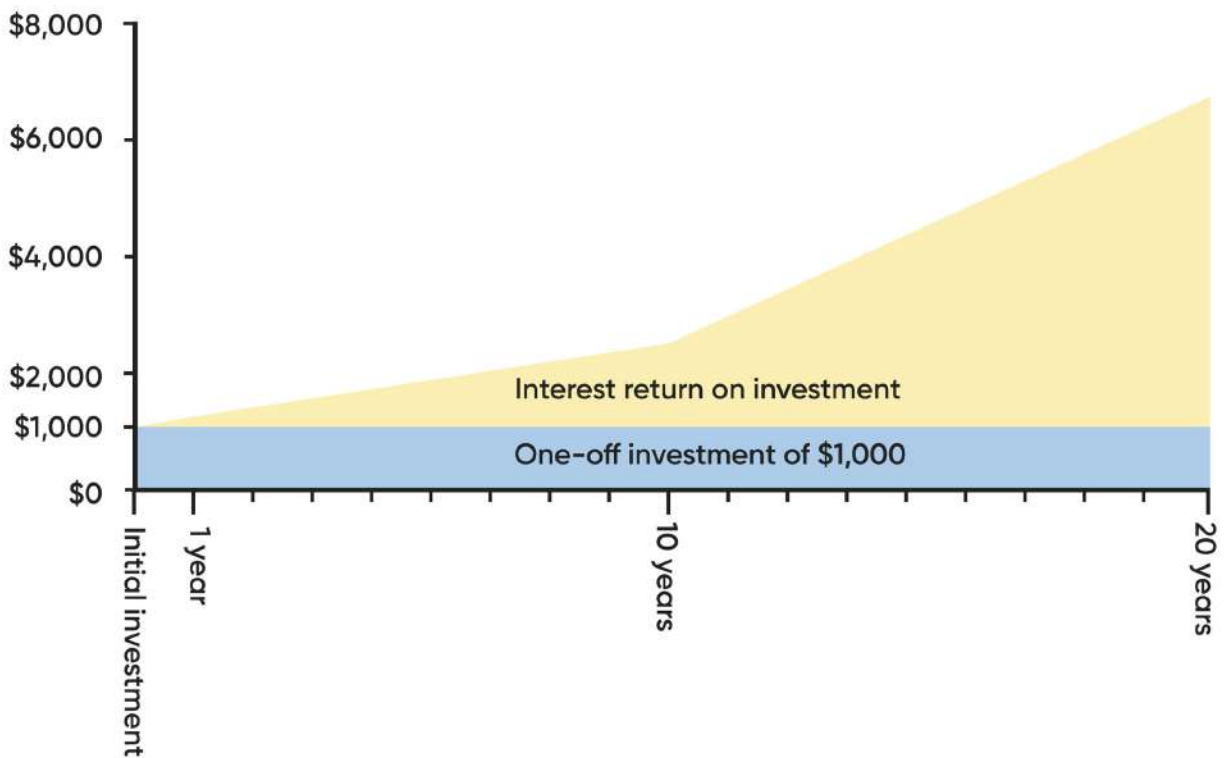 $8,000
$6,000
$4,000
$2,000
$1,000
$0
Interest return on investment
One-off investment of $1,000
Initial investment
1 year
10 years
20 years